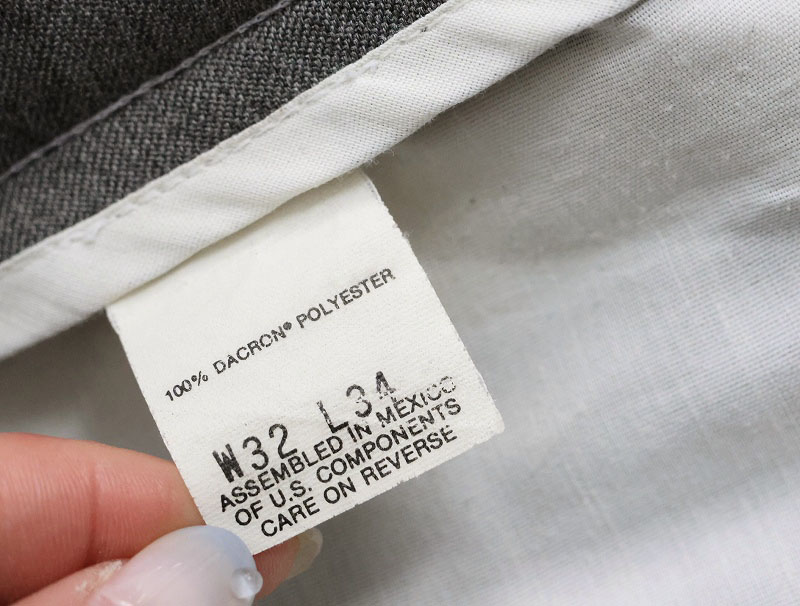 100% DACRON® POLYESTER
W32 L34
ASSEMBLED IN MEXICO
OF U.S. COMPONENTS
CARE ON REVERSE